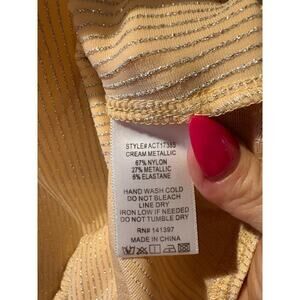 STYLE# ACT17385
CREAM METALLIC
67% NYLON
27% METALLIC
6% ELASTANE
HAND WASH COLD
DO NOT BLEACH
LINE DRY
IRON LOW IF NEEDED
DO NOT TUMBLE DRY
RN# 141397
MADE IN CHINA